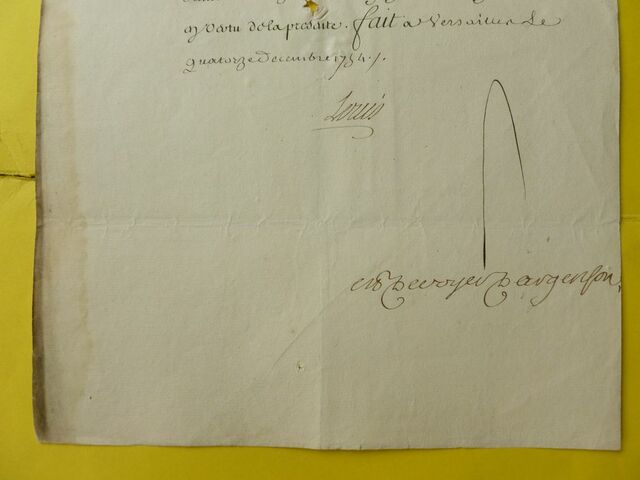 en vertu de la presente. fait a Versailles Le
quatorze decembre 1754./.
Louis
M de voyer d'argenson